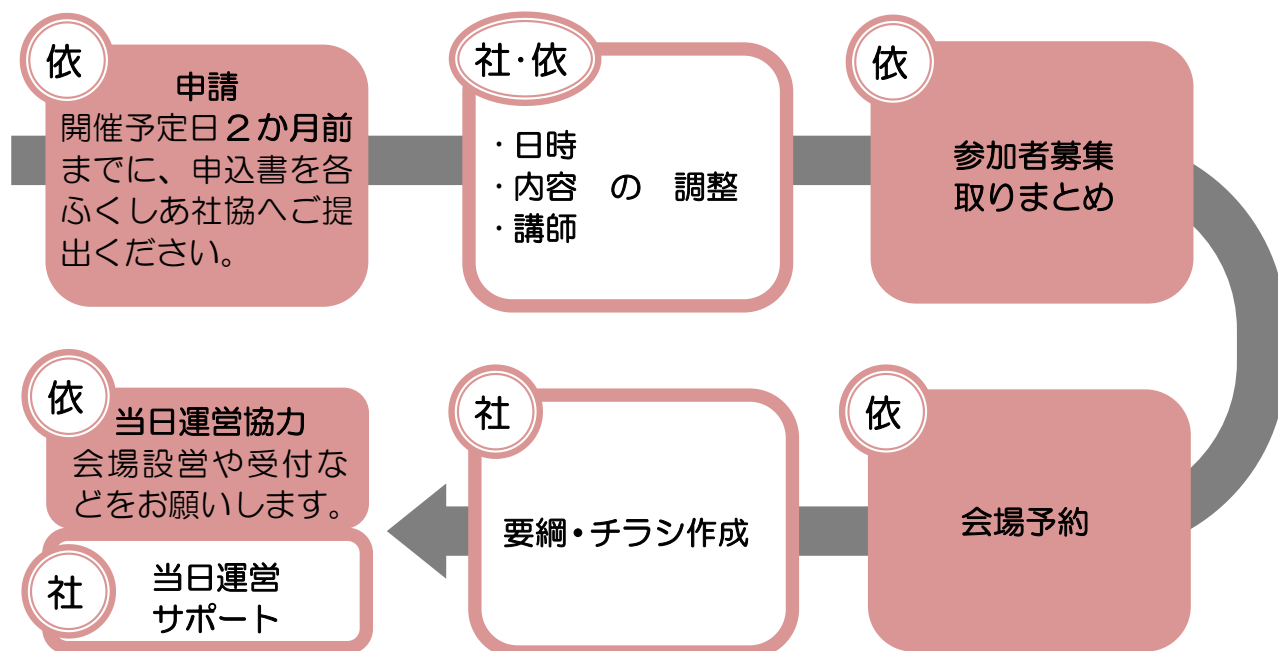 依
申請
開催予定日２か月前
までに、申込書を各
ふくしあ社協へご提
出ください。
社・依
・日時
・内容　の　調整
・講師
依
参加者募集
取りまとめ
依
会場予約
社
要綱・チラシ作成
依
当日運営協力
会場設営や受付な
どをお願いします。
社
当日運営
サポート